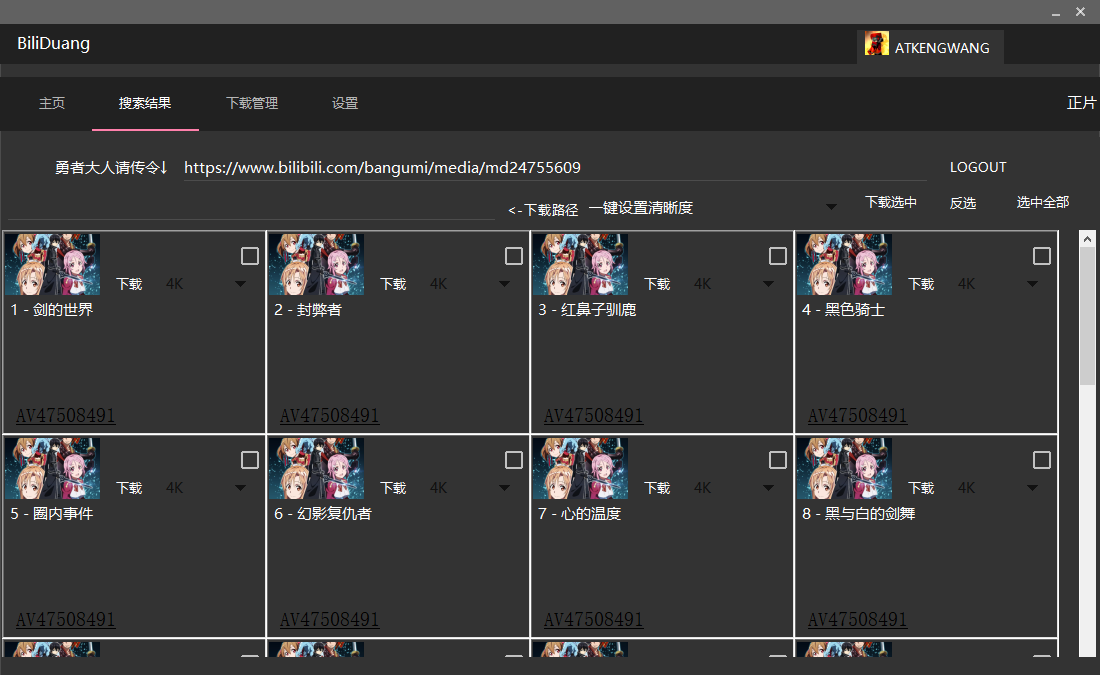 BiliDuang
ATKENGWANG
主页 搜索结果 下载管理 设置 正片
勇者大人请传令↓ https://www.bilibili.com/bangumi/media/md24755609 LOGOUT
<-下载路径 一键设置清晰度 下载选中 反选 选中全部
下载 4K 下载 4K 下载 4K 下载 4K
1 - 剑的世界 2 - 封弊者 3 - 红鼻子驯鹿 4 - 黑色骑士
AV47508491 AV47508491 AV47508491 AV47508491
下载 4K 下载 4K 下载 4K 下载 4K
5 - 圈内事件 6 - 幻影复仇者 7 - 心的温度 8 - 黑与白的剑舞
AV47508491 AV47508491 AV47508491 AV47508491